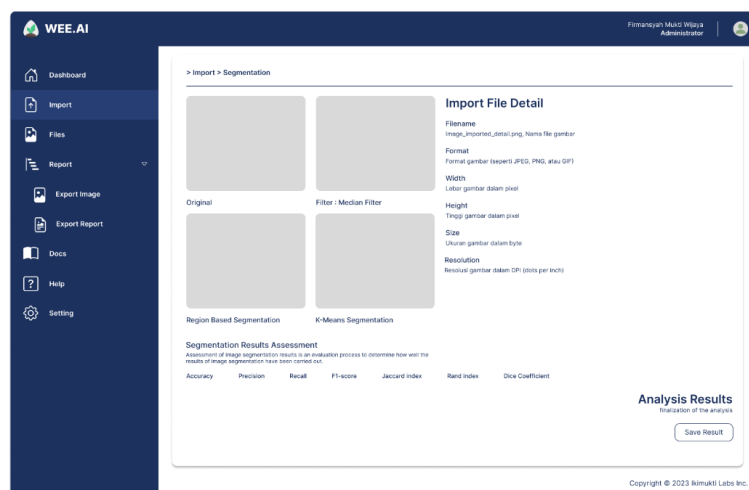 WEE.AI
Firmansyah Mukti Wijaya
Administrator
Dashboard
Import
Files
Report
Export Image
Export Report
Docs
Help
Setting
> Import > Segmentation
Original
Filter : Median Filter
Region Based Segmentation
K-Means Segmentation
Import File Detail
Filename
Image_imported_detail.png, Nama file gambar
Format
Format gambar (seperti JPEG, PNG, atau GIF)
Width
Lebar gambar dalam pixel
Height
Tinggi gambar dalam pixel
Size
Ukuran gambar dalam byte
Resolution
Resolusi gambar dalam DPI (dots per inch)
Segmentation Results Assessment
Assessment of image segmentation results is an evaluation process to determine how well the
results of image segmentation have been carried out.
Accuracy Precision Recall F1-score Jaccard index Rand Index Dice Coefficient
Analysis Results
finalization of the analysis
Save Result
Copyright © 2023 Ikimukti Labs Inc.